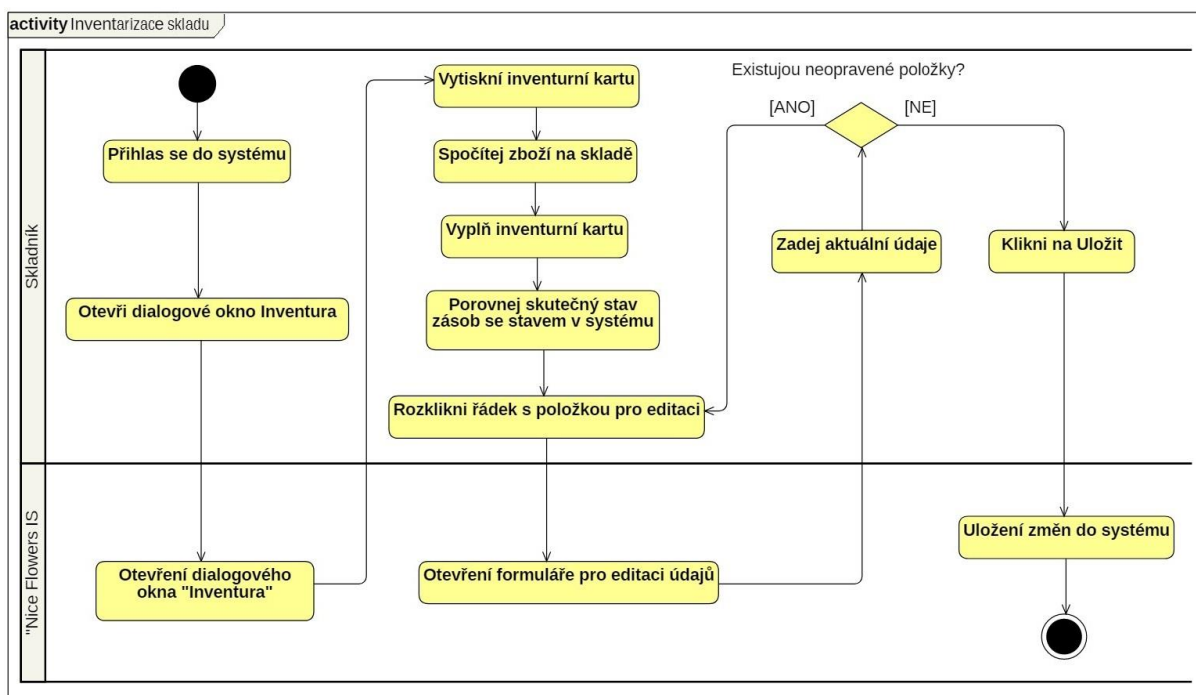 activity Inventarizace skladu
Skladník
Přihlas se do systému
Otevři dialogové okno Inventura
Vytiskní inventurní kartu
Spočítej zboží na skladě
Vyplň inventurní kartu
Porovnej skutečný stav
zásob se stavem v systému
Rozklikni řádek s položkou pro editaci
Existujou neopravené položky?
[ANO]
[NE]
Zadej aktuální údaje
Klikni na Uložit
"Nice Flowers IS
Otevření dialogového
okna "Inventura"
Otevření formuláře pro editaci údajů
Uložení změn do systému